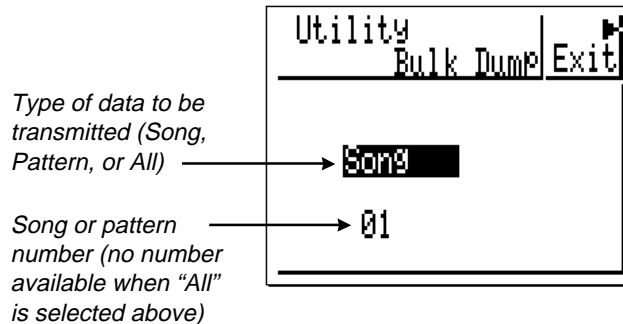 Utility
Bulk Dump
Exit
Type of data to be
transmitted (Song,
Pattern, or All)
Song
Song or pattern
number (no number
available when “All”
is selected above)
01